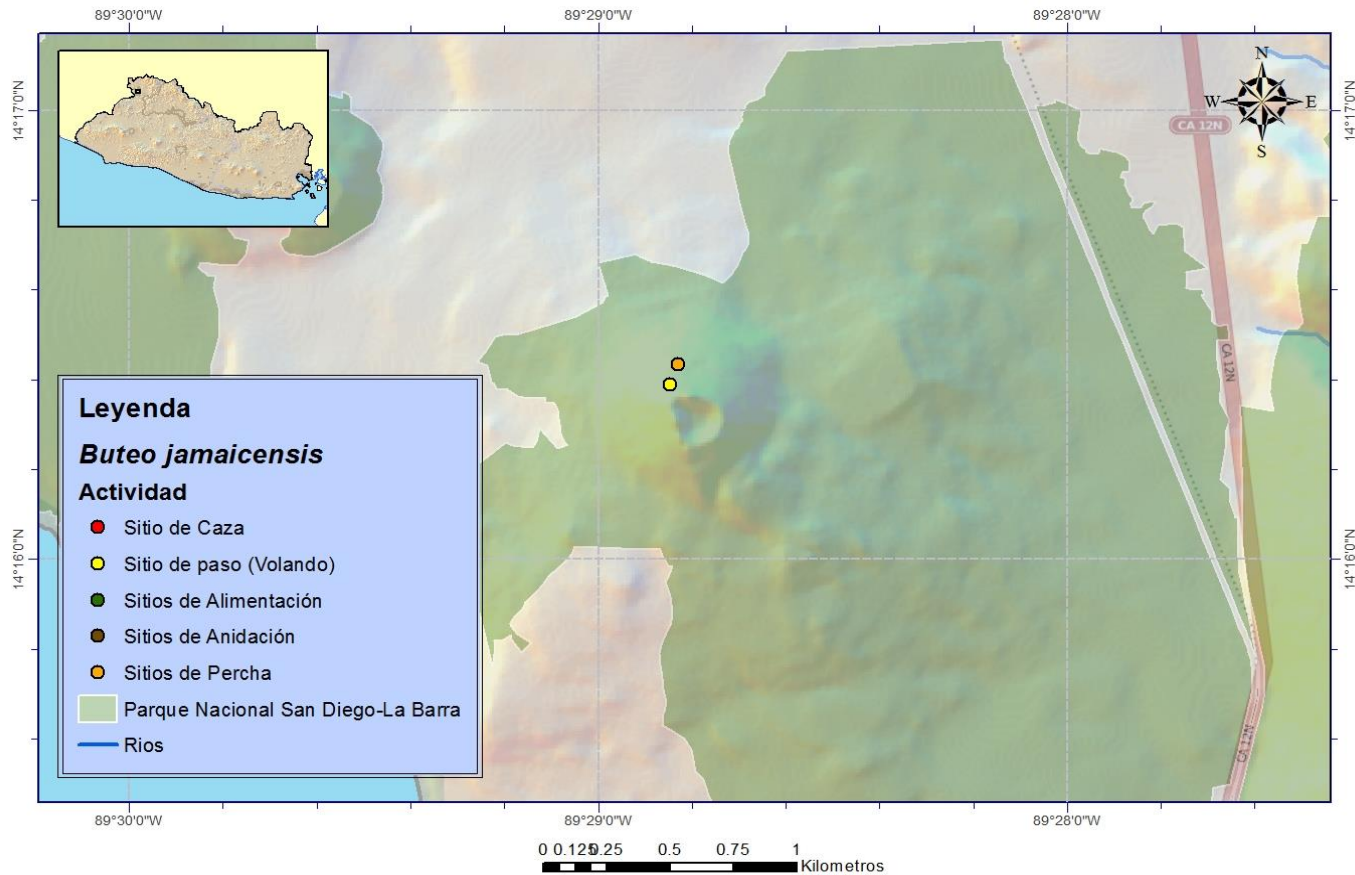 89°30'0"W 89°29'0"W 89°28'0"W
14°17'0"N
14°17'0"N
N
W E
S
CA 12N
CA 12N
Leyenda
Buteo jamaicensis
Actividad
Sitio de Caza
Sitio de paso (Volando)
Sitios de Alimentación
Sitios de Anidación
Sitios de Percha
Parque Nacional San Diego-La Barra
Rios
14°16'0"N
14°16'0"N
CA 12N
89°30'0"W 89°29'0"W 89°28'0"W
0 0.125 0.25 0.5 0.75 1
Kilometros